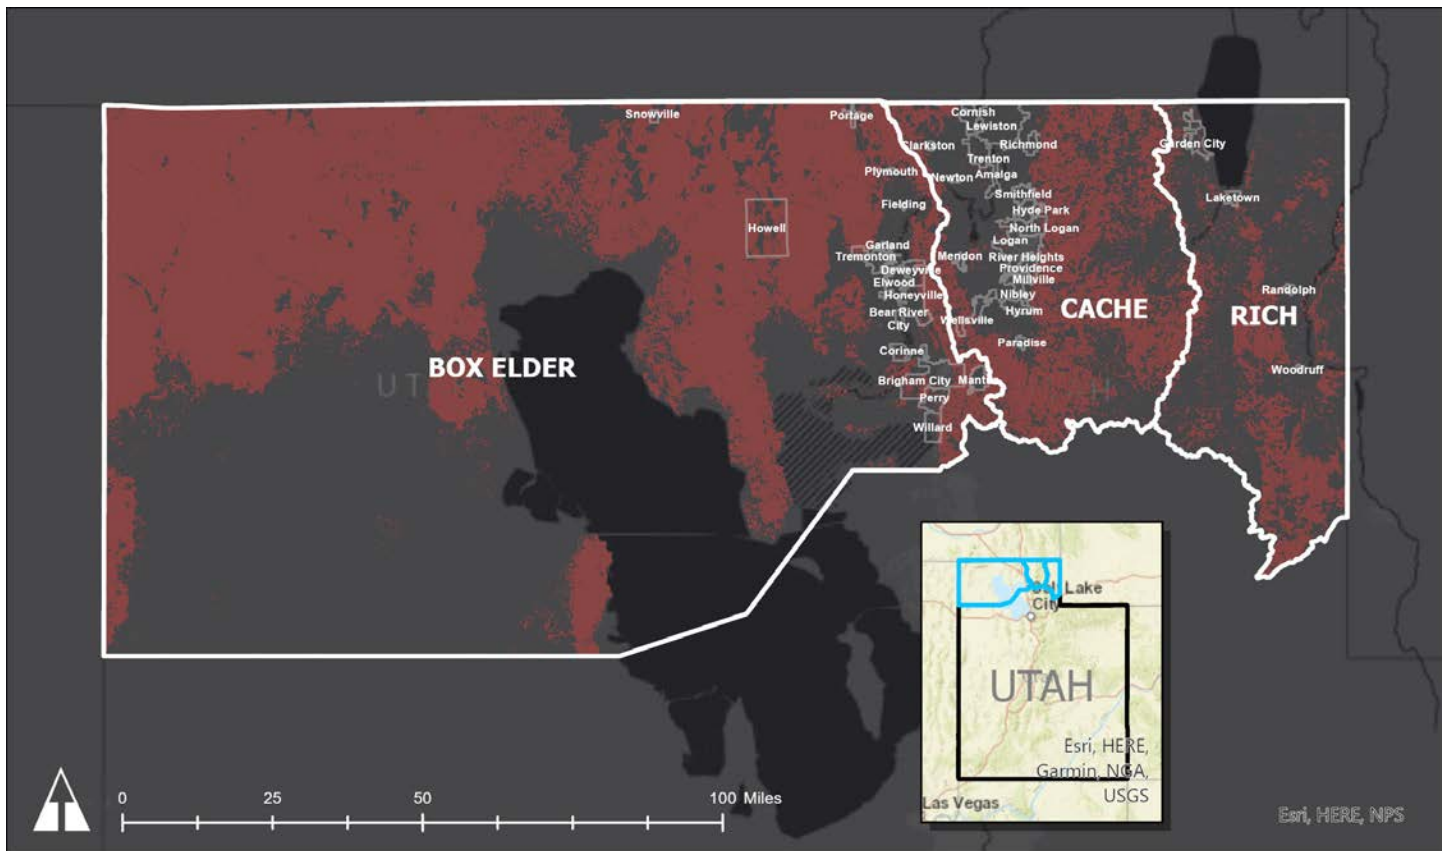 Snowville
Portage
Cornish
Lewiston
Clarkston
Richmond
Garden City
Trenton
Plymouth
Newton
Amalga
Smithfield
Laketown
Fielding
Hyde Park
Howell
North Logan
Logan
Garland
Tremonton
Mendon
River Heights
Providence
Deweyville
Elwood
Millville
Honeyville
Nibley
Randolph
Bear River
City
Hyrum
CACHE
RICH
Wellsville
Paradise
Corinne
BOX ELDER
Woodruff
Brigham City
Perry
Willard
Lake
City
UTAH
Esri, HERE,
Garmin, NGA,
USGS
Las Vegas
0 25 50 100 Miles
Esri, HERE, NPS